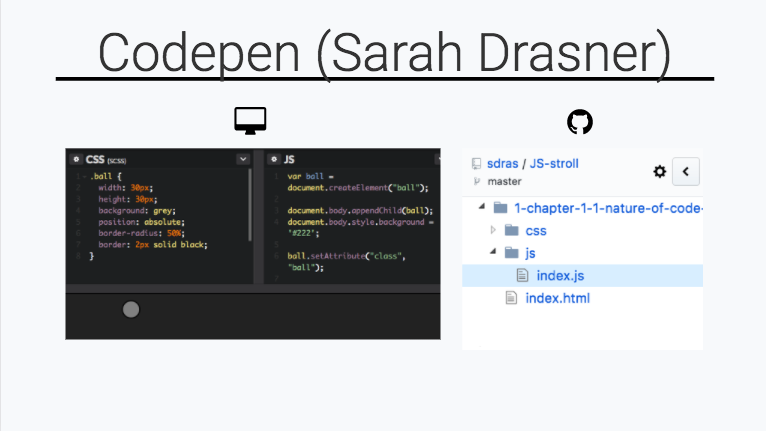 Codepen (Sarah Drasner)
CSS (SCSS)
1 .ball {
2 width: 30px;
3 height: 30px;
4 background: grey;
5 position: absolute;
6 border-radius: 50%;
7 border: 2px solid black;
8 }
JS
1 var ball =
document.createElement("ball");
2
3 document.body.appendChild(ball);
4 document.body.style.background =
'#222';
5
6 ball.setAttribute("class",
"ball");
7
sdras / JS-stroll
master
1-chapter-1-1-nature-of-code-
css
js
index.js
index.html